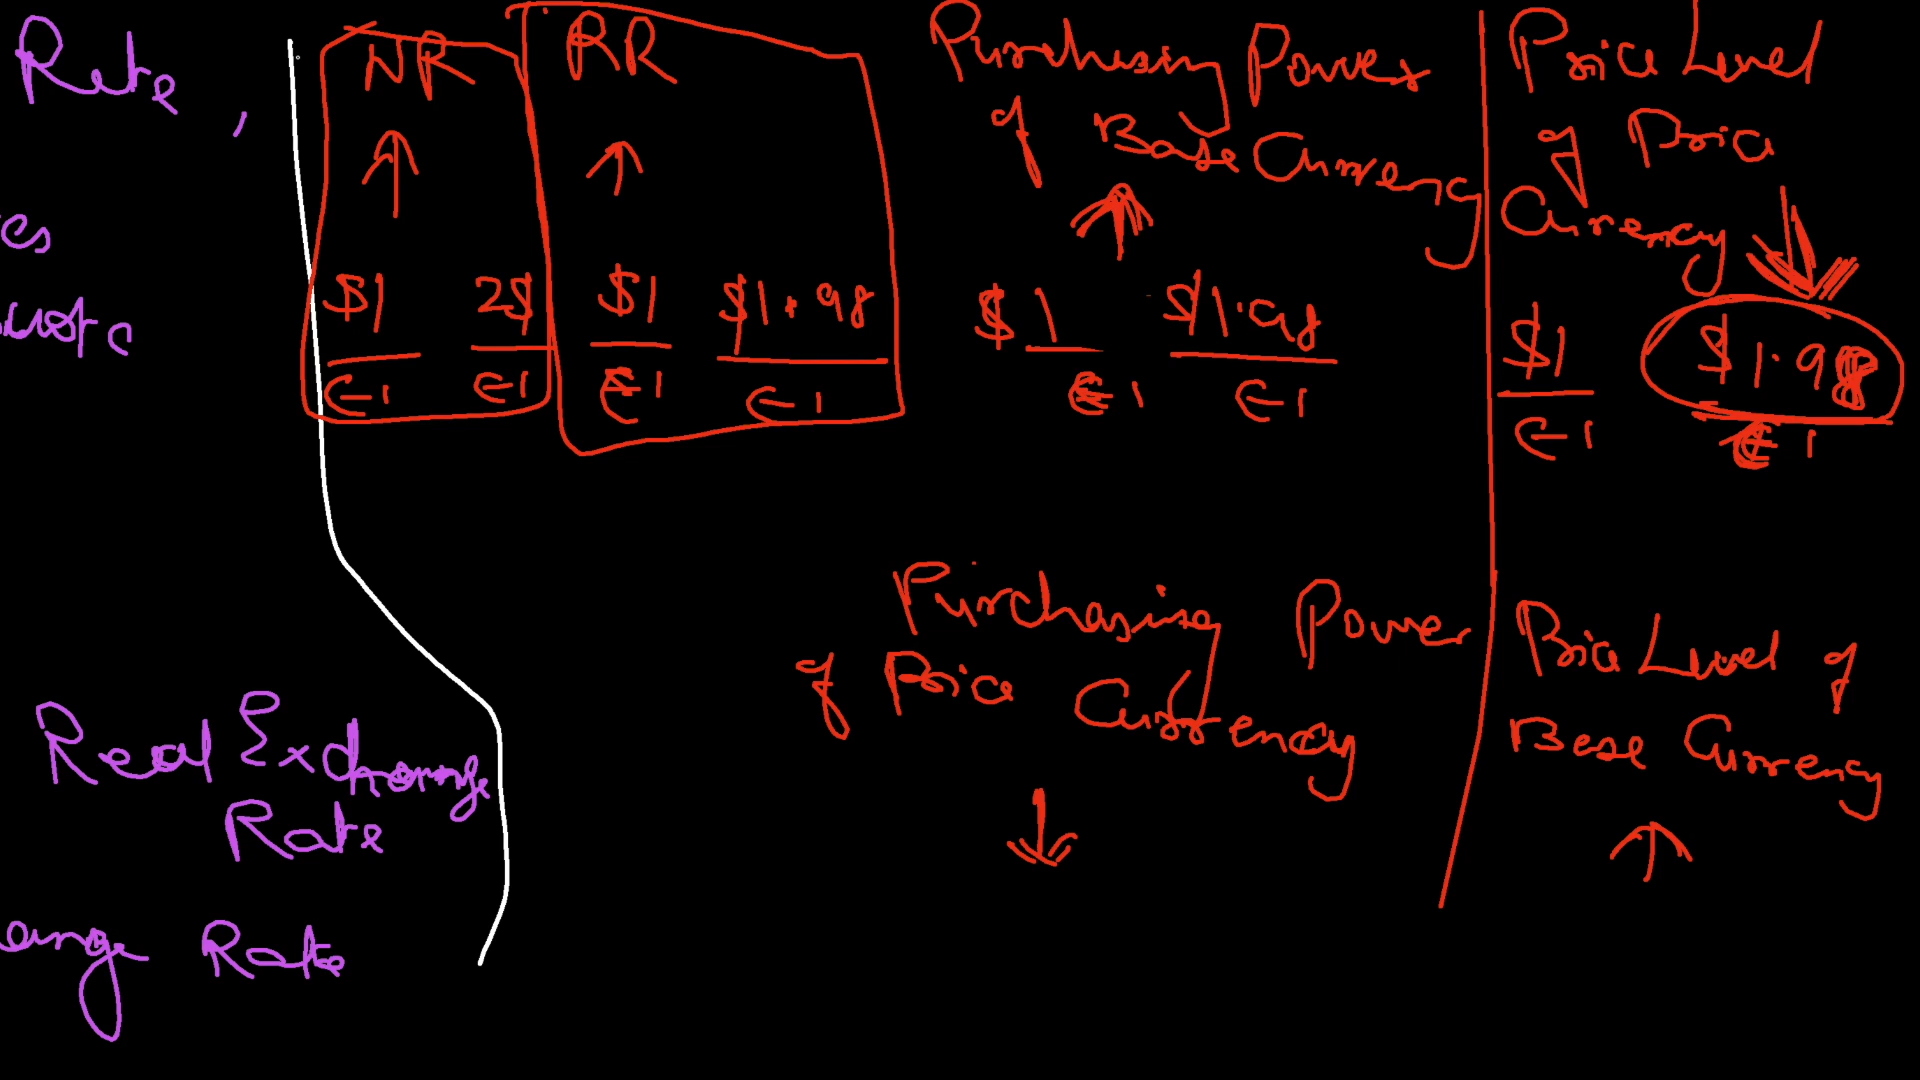 Rate,
es
Real Exchange
Rate
ange Rate
NR
↑
$1 2$
€1 €1
RR
↑
$1 $1.98
€1 €1
Purchasing Power
of Base Currency
↑
$1 $1.98
€1 €1
Price Level
of Price
Currency ↓
$1 $1.98
€1 €1
Purchasing Power
of Price Currency
↓
Price Level of
Base Currency
↑